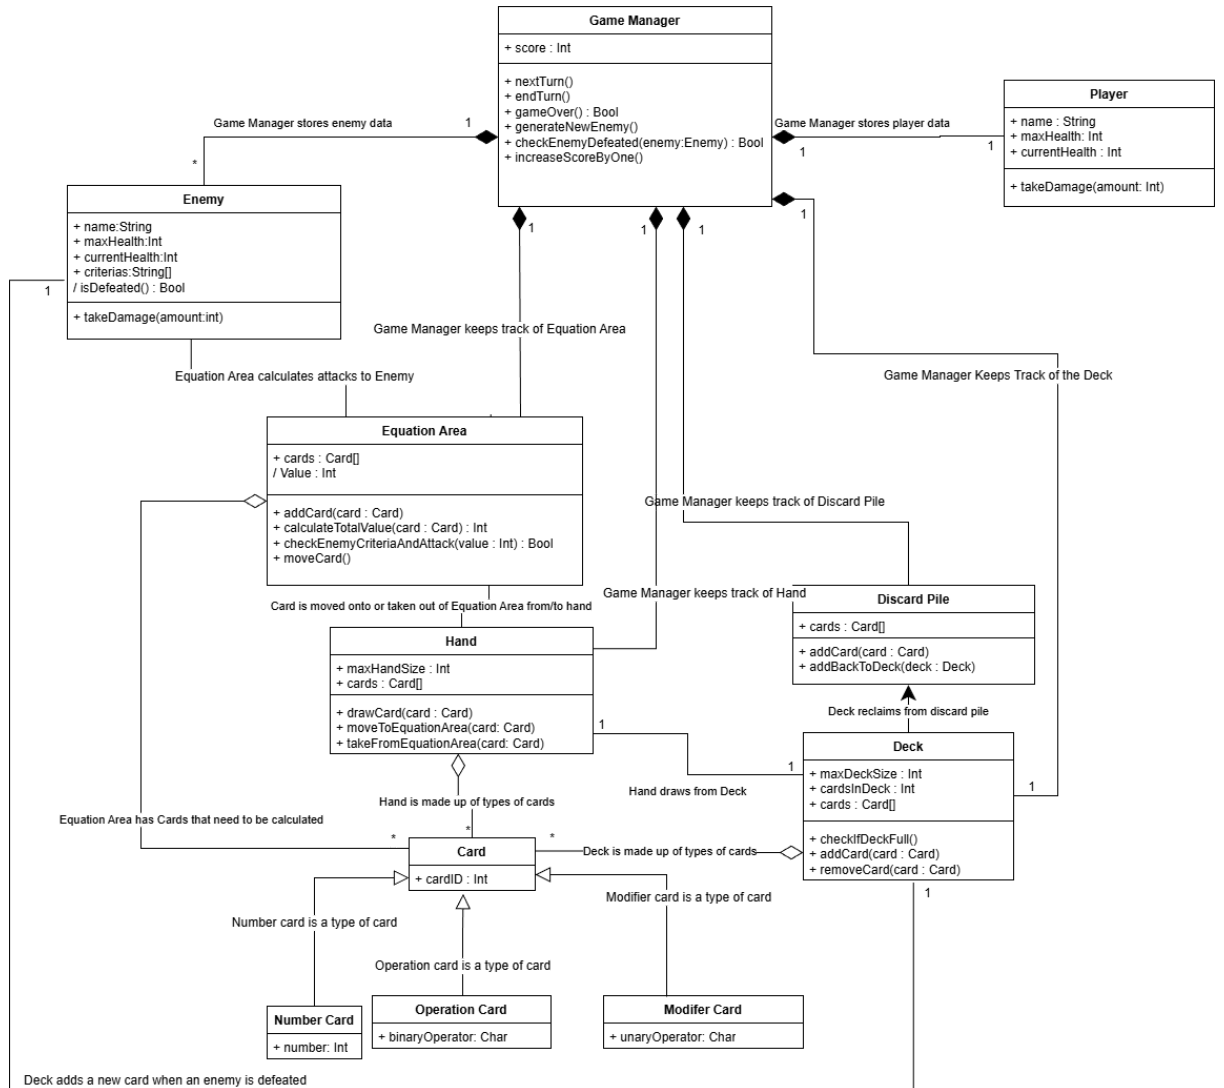 Game Manager
+ score : Int
+ nextTurn()
+ endTurn()
+ gameOver() : Bool
+ generateNewEnemy()
+ checkEnemyDefeated(enemy:Enemy) : Bool
+ increaseScoreByOne()
Game Manager stores enemy data
1
*
Game Manager stores player data
1
1
Player
+ name : String
+ maxHealth: Int
+ currentHealth : Int
+ takeDamage(amount: Int)
Enemy
+ name:String
+ maxHealth:Int
+ currentHealth:Int
+ criterias:String[]
/ isDefeated() : Bool
+ takeDamage(amount:int)
1
1
1
1
1
Game Manager keeps track of Equation Area
Equation Area calculates attacks to Enemy
Game Manager Keeps Track of the Deck
Equation Area
+ cards : Card[]
/ Value : Int
+ addCard(card : Card)
+ calculateTotalValue(card : Card) : Int
+ checkEnemyCriteriaAndAttack(value : Int) : Bool
+ moveCard()
Game Manager keeps track of Discard Pile
Game Manager keeps track of Hand
Card is moved onto or taken out of Equation Area from/to hand
Discard Pile
+ cards : Card[]
+ addCard(card : Card)
+ addBackToDeck(deck : Deck)
Hand
+ maxHandSize : Int
+ cards : Card[]
+ drawCard(card : Card)
+ moveToEquationArea(card: Card)
+ takeFromEquationArea(card: Card)
Deck reclaims from discard pile
1
1
Hand draws from Deck
Deck
+ maxDeckSize : Int
+ cardsInDeck : Int
+ cards : Card[]
+ checkIfDeckFull()
+ addCard(card : Card)
+ removeCard(card : Card)
1
1
Hand is made up of types of cards
Equation Area has Cards that need to be calculated
*
*
*
Deck is made up of types of cards
Card
+ cardID : Int
Number card is a type of card
Modifier card is a type of card
Operation card is a type of card
Number Card
+ number: Int
Operation Card
+ binaryOperator: Char
Modifer Card
+ unaryOperator: Char
Deck adds a new card when an enemy is defeated